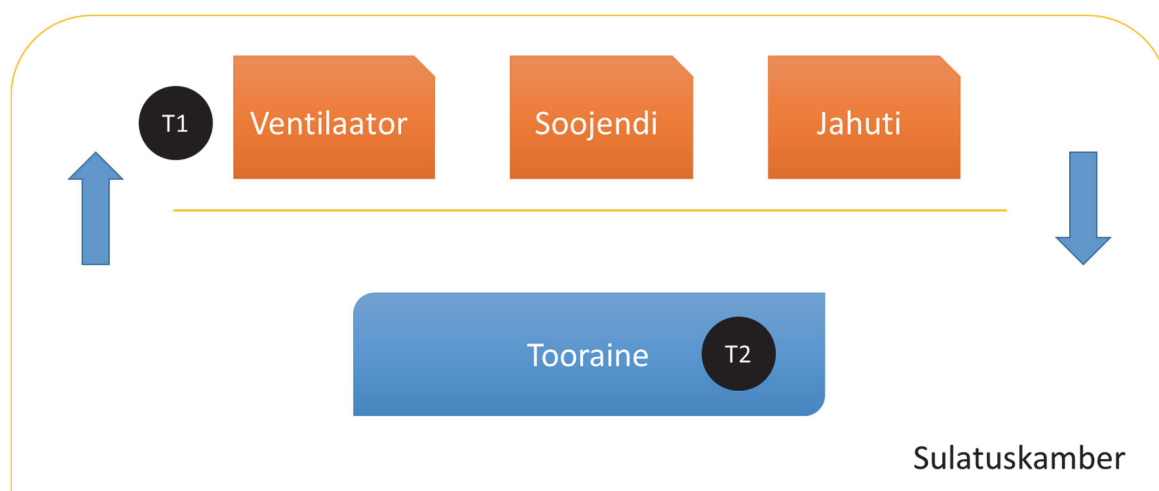 T1
Ventilaator
Soojendi
Jahuti
Tooraine
T2
Sulatuskamber